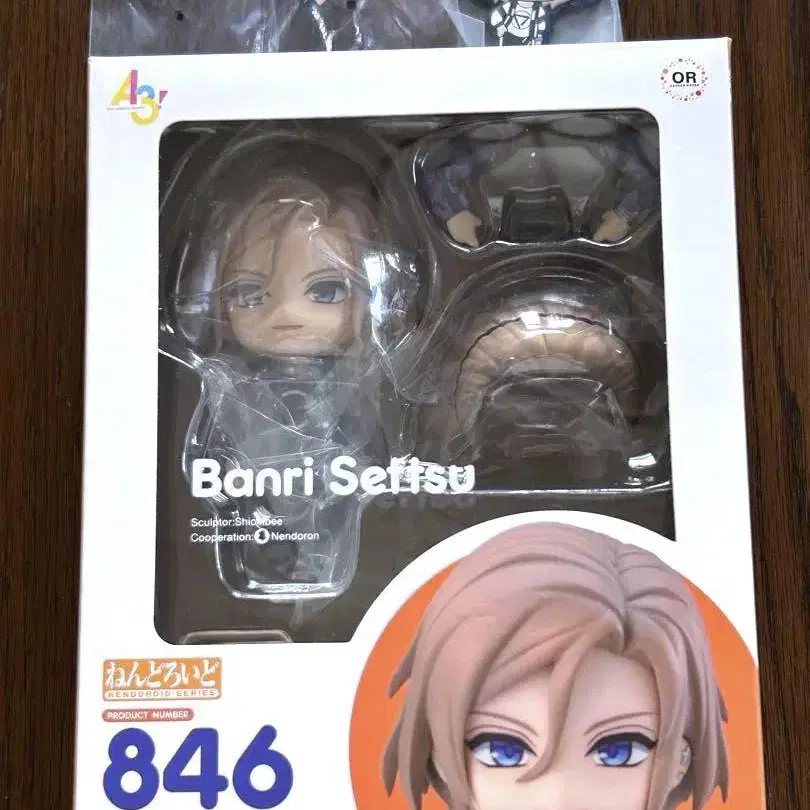 A3!
OR
Banri Settsu
Sculptor:Shichibee
Cooperation: Nendoron
ねんどろいど
NENDOROID SERIES
PRODUCT NUMBER
846